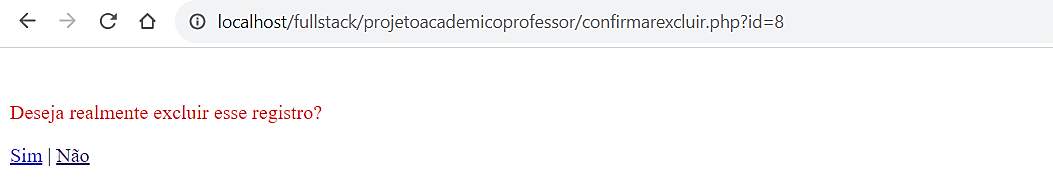 localhost/fullstack/projetoacademicoprofessor/confirmarexcluir.php?id=8
Deseja realmente excluir esse registro?
Sim | Não